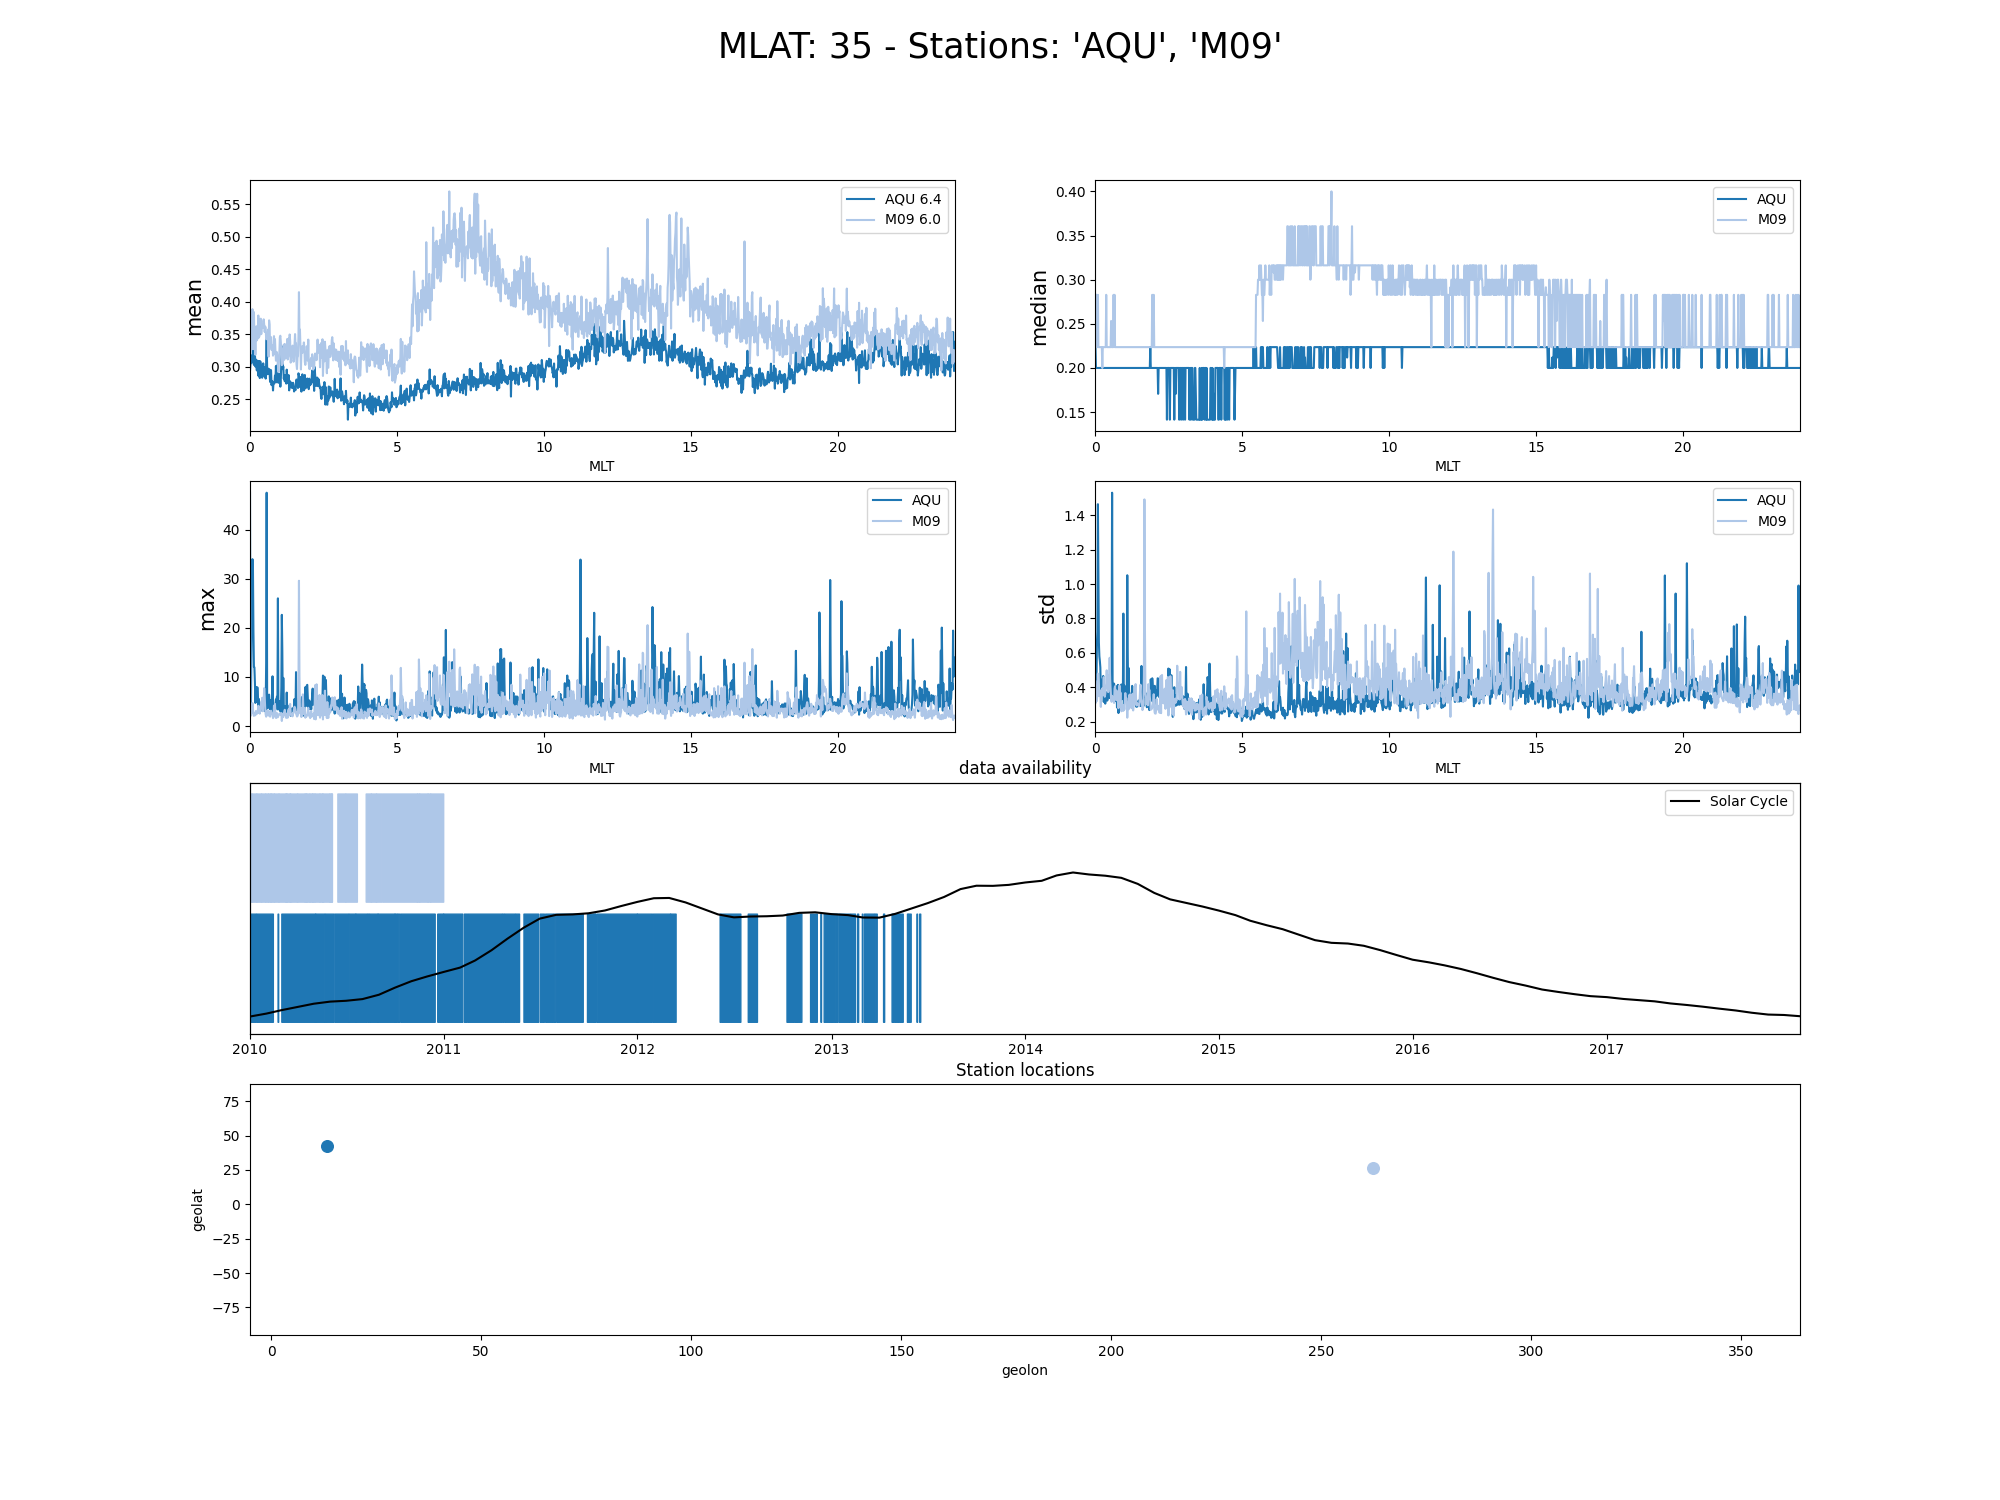 MLAT: 35 - Stations: 'AQU', 'M09'
mean
0.55
0.50
0.45
0.40
0.35
0.30
0.25
AQU 6.4
M09 6.0
0 5 10 15 20
MLT
median
0.40
0.35
0.30
0.25
0.20
0.15
AQU
M09
0 5 10 15 20
MLT
max
40
30
20
10
0
AQU
M09
0 5 10 15 20
MLT
std
1.4
1.2
1.0
0.8
0.6
0.4
0.2
AQU
M09
0 5 10 15 20
MLT
data availability
Solar Cycle
2010 2011 2012 2013 2014 2015 2016 2017
Station locations
geolat
75
50
25
0
−25
−50
−75
0 50 100 150 200 250 300 350
geolon